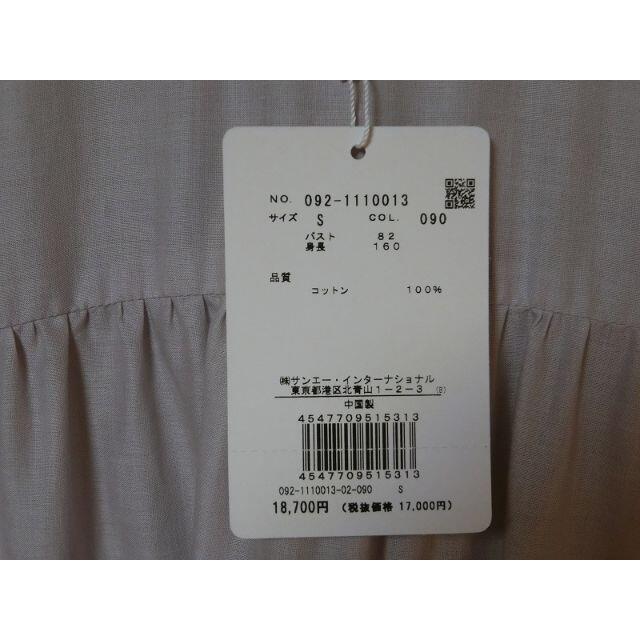 NO. 092-1110013
サイズ S COL. 090
バスト 82
身長 160
品質
コットン 100%
㈱サンエー・インターナショナル
東京都港区北青山1-2-3 (B)
中国製
4547709515313
4547709515313
092-1110013-02-090 S
18,700円 (税抜価格 17,000円)